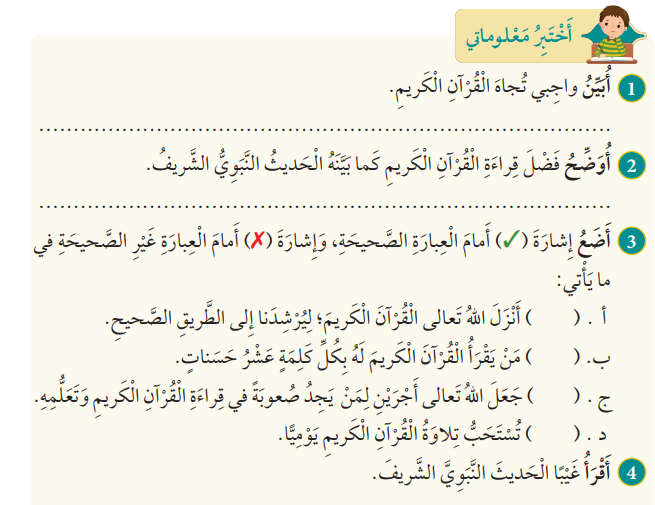 أَخْتَبِرُ مَعْلوماتي
1 أُبَيِّنُ واجِبي تُجاهَ الْقُرْآنِ الْكَريمِ.
................................................................................
2 أُوَضِّحُ فَضْلَ قِراءَةِ الْقُرْآنِ الْكَريمِ كَما بَيَّنَهُ الْحَديثُ النَّبَوِيُّ الشَّريفُ.
................................................................................
3 أَضَعُ إِشارَةَ (✓) أَمامَ الْعِبارَةِ الصَّحيحَةِ، وَإِشارَةَ (✗) أَمامَ الْعِبارَةِ غَيْرِ الصَّحيحَةِ في
ما يَأْتي:
أ . (     ) أَنْزَلَ اللهُ تَعالى الْقُرْآنَ الْكَريمَ؛ لِيُرْشِدَنا إِلى الطَّريقِ الصَّحيحِ.
ب. (     ) مَنْ يَقْرَأُ الْقُرْآنَ الْكَريمَ لَهُ بِكُلِّ كَلِمَةٍ عَشْرُ حَسَناتٍ.
ج . (     ) جَعَلَ اللهُ تَعالى أَجْرَيْنِ لِمَنْ يَجِدُ صُعوبَةً في قِراءَةِ الْقُرْآنِ الْكَريمِ وَتَعَلُّمِهِ.
د . (     ) تُسْتَحَبُّ تِلاوَةُ الْقُرْآنِ الْكَريمِ يَوْمِيًّا.
4 أَقْرَأُ غَيْبًا الْحَديثَ النَّبَوِيَّ الشَّريفَ.